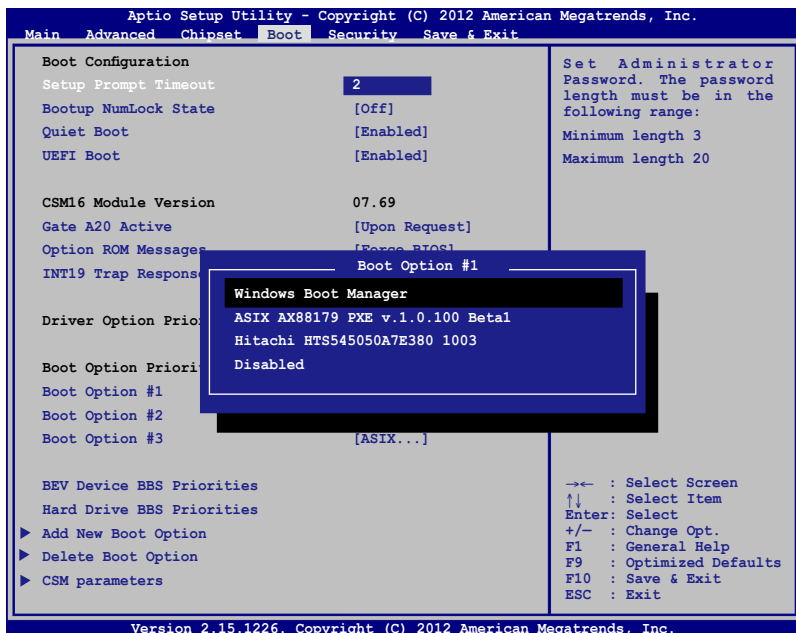 Aptio Setup Utility - Copyright (C) 2012 American Megatrends, Inc.
Main Advanced Chipset Boot Security Save & Exit
Boot Configuration
Setup Prompt Timeout 2
Bootup NumLock State [Off]
Quiet Boot [Enabled]
UEFI Boot [Enabled]
CSM16 Module Version 07.69
Gate A20 Active [Upon Request]
Option ROM Messages [Force BIOS]
INT19 Trap Respons
Driver Option Prio
Boot Option Priori
Boot Option #1
Boot Option #2
Boot Option #3 [ASIX...]
BEV Device BBS Priorities
Hard Drive BBS Priorities
Add New Boot Option
Delete Boot Option
CSM parameters
Boot Option #1
Windows Boot Manager
ASIX AX88179 PXE v.1.0.100 Beta1
Hitachi HTS545050A7E380 1003
Disabled
Set Administrator
Password. The password
length must be in the
following range:
Minimum length 3
Maximum length 20
→← : Select Screen
↑↓ : Select Item
Enter: Select
+/— : Change Opt.
F1 : General Help
F9 : Optimized Defaults
F10 : Save & Exit
ESC : Exit
Version 2.15.1226. Copyright (C) 2012 American Megatrends, Inc.